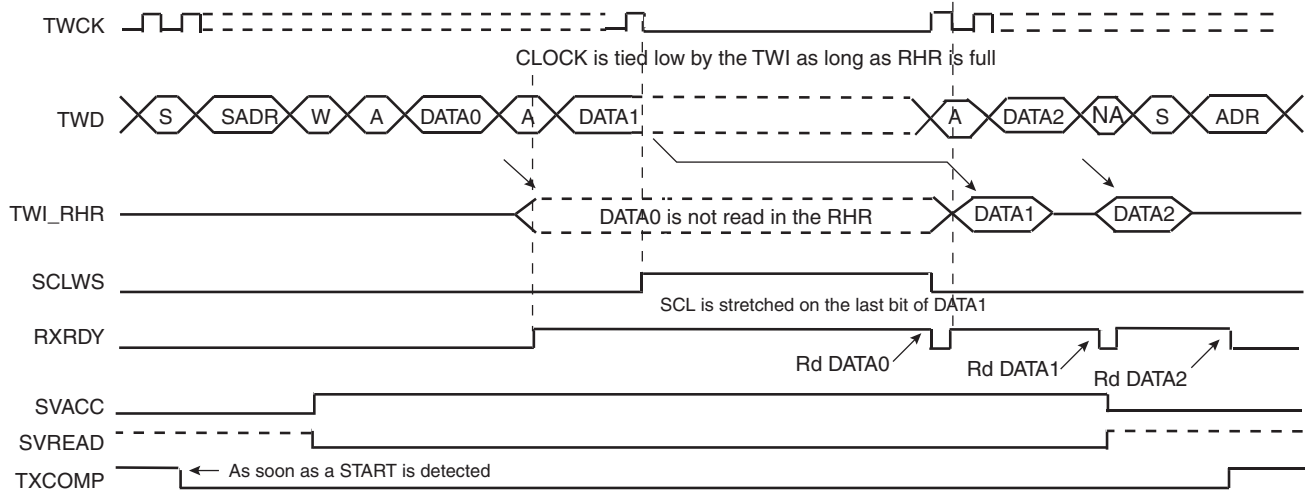 TWCK
CLOCK is tied low by the TWI as long as RHR is full
TWD
S SADR W A DATA0 A DATA1 A DATA2 NA S ADR
TWI_RHR
DATA0 is not read in the RHR DATA1 DATA2
SCLWS
SCL is stretched on the last bit of DATA1
RXRDY
Rd DATA0 Rd DATA1 Rd DATA2
SVACC
SVREAD
TXCOMP
As soon as a START is detected